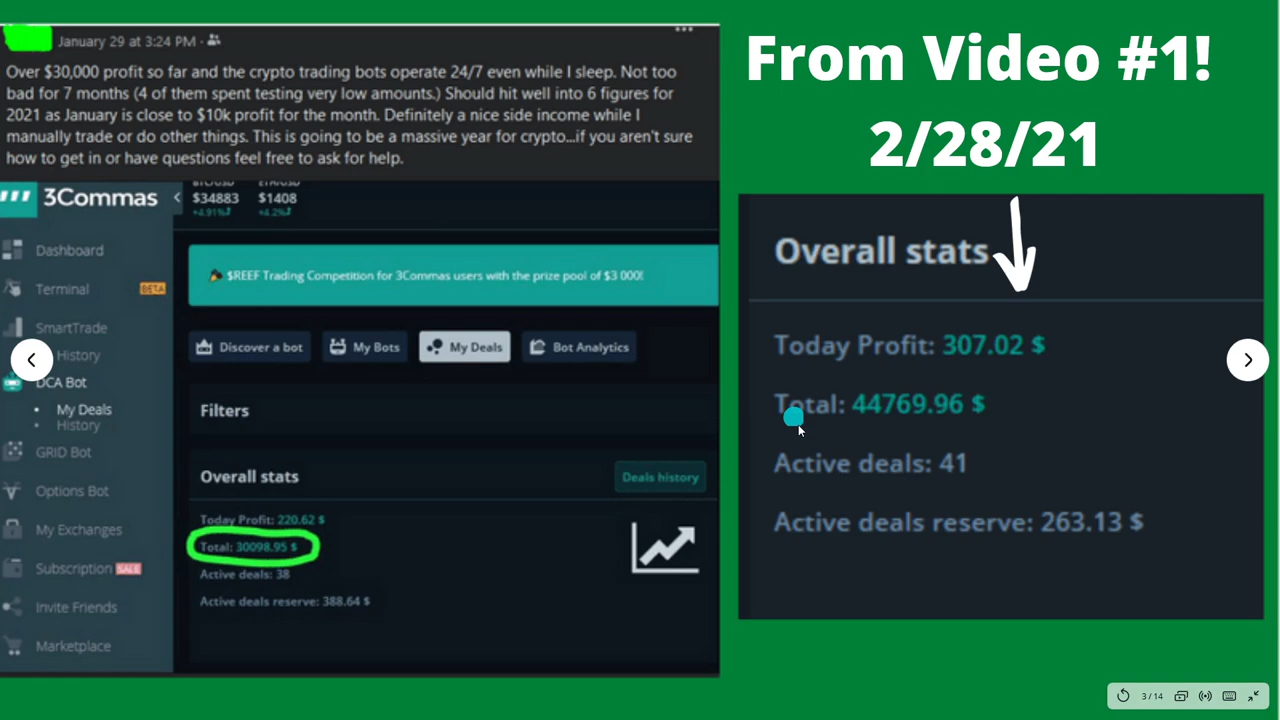 January 29 at 3:24 PM ·
Over $30,000 profit so far and the crypto trading bots operate 24/7 even while I sleep. Not too
bad for 7 months (4 of them spent testing very low amounts.) Should hit well into 6 figures for
2021 as January is close to $10k profit for the month. Definitely a nice side income while I
manually trade or do other things. This is going to be a massive year for crypto...if you aren't sure
how to get in or have questions feel free to ask for help.
3Commas
BTC/USD ETH/USD
$34883 $1408
+4.91% +4.2%
Dashboard
Terminal BETA
SmartTrade
History
DCA Bot
• My Deals
• History
GRID Bot
Options Bot
My Exchanges
Subscription SALE
Invite Friends
Marketplace
$REEF Trading Competition for 3Commas users with the prize pool of $3 000!
Discover a bot My Bots My Deals Bot Analytics
Filters
Overall stats Deals history
Today Profit: 220.62 $
Total: 30098.95 $
Active deals: 38
Active deals reserve: 388.64 $
From Video #1!
2/28/21
Overall stats
Today Profit: 307.02 $
Total: 44769.96 $
Active deals: 41
Active deals reserve: 263.13 $
3 / 14